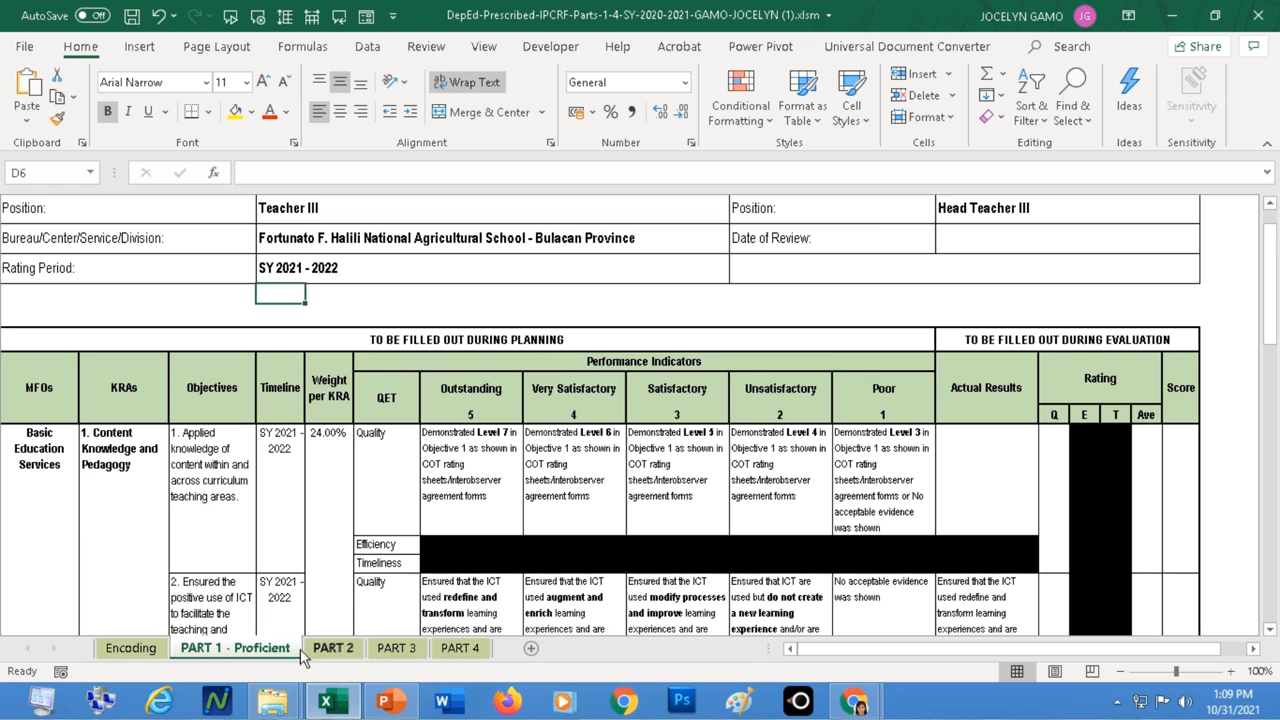 AutoSave Off
DepEd-Prescribed-IPCRF-Parts-1-4-SY-2020-2021-GAMO-JOCELYN (1).xlsm
JOCELYN GAMO JG
File Home Insert Page Layout Formulas Data Review View Developer Help Acrobat Power Pivot Universal Document Converter Search Share
Paste
Clipboard
Arial Narrow 11
B I U
Font
Wrap Text
Merge & Center
Alignment
General
Number
Conditional
Formatting
Format as
Table
Cell
Styles
Styles
Insert
Delete
Format
Cells
Sort &
Filter
Find &
Select
Editing
Ideas
Ideas
Sensitivity
Sensitivity
D6
Position: Teacher III Position: Head Teacher III
Bureau/Center/Service/Division: Fortunato F. Halili National Agricultural School - Bulacan Province Date of Review:
Rating Period: SY 2021 - 2022
TO BE FILLED OUT DURING PLANNING TO BE FILLED OUT DURING EVALUATION
MFOs
KRAs
Objectives
Timeline
Weight
per KRA
Performance Indicators
QET
Outstanding
5
Very Satisfactory
4
Satisfactory
3
Unsatisfactory
2
Poor
1
Actual Results
Rating
Q E T Ave
Score
Basic
Education
Services
1. Content
Knowledge and
Pedagogy
1. Applied
knowledge of
content within and
across curriculum
teaching areas.
SY 2021 -
2022
24.00%
Quality
Demonstrated Level 7 in
Objective 1 as shown in
COT rating
sheets/interobserver
agreement forms
Demonstrated Level 6 in
Objective 1 as shown in
COT rating
sheets/interobserver
agreement forms
Demonstrated Level 5 in
Objective 1 as shown in
COT rating
sheets/interobserver
agreement forms
Demonstrated Level 4 in
Objective 1 as shown in
COT rating
sheets/interobserver
agreement forms
Demonstrated Level 3 in
Objective 1 as shown in
COT rating
sheets/interobserver
agreement forms or No
acceptable evidence
was shown
Efficiency
Timeliness
2. Ensured the
positive use of ICT
to facilitate the
teaching and
SY 2021 -
2022
Quality
Ensured that the ICT
used redefine and
transform learning
experiences and are
Ensured that the ICT
used augment and
enrich learning
experiences and are
Ensured that the ICT
used modify processes
and improve learning
experiences and are
Ensured that ICT are
used but do not create
a new learning
experience and/or are
No acceptable evidence
was shown
Ensured that the ICT
used redefine and
transform learning
experiences and are
Encoding PART 1 - Proficient PART 2 PART 3 PART 4
Ready
100%
1:09 PM
10/31/2021